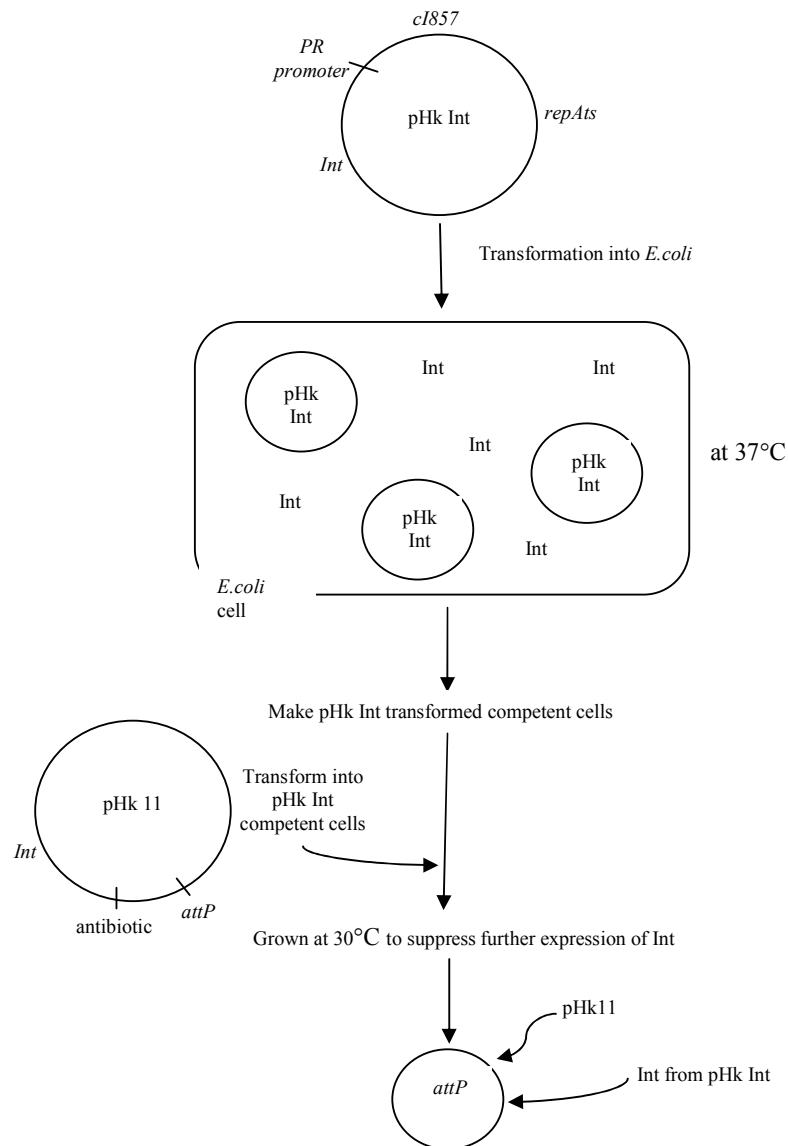 cI857
PR
promoter
pHk Int
repAts
Int
Transformation into E.coli
pHk
Int
Int
Int
Int
pHk
Int
at 37°C
Int
pHk
Int
Int
E.coli
cell
Make pHk Int transformed competent cells
pHk 11
Transform into
pHk Int
competent cells
Int
attP
antibiotic
Grown at 30°C to suppress further expression of Int
pHk11
attP
Int from pHk Int